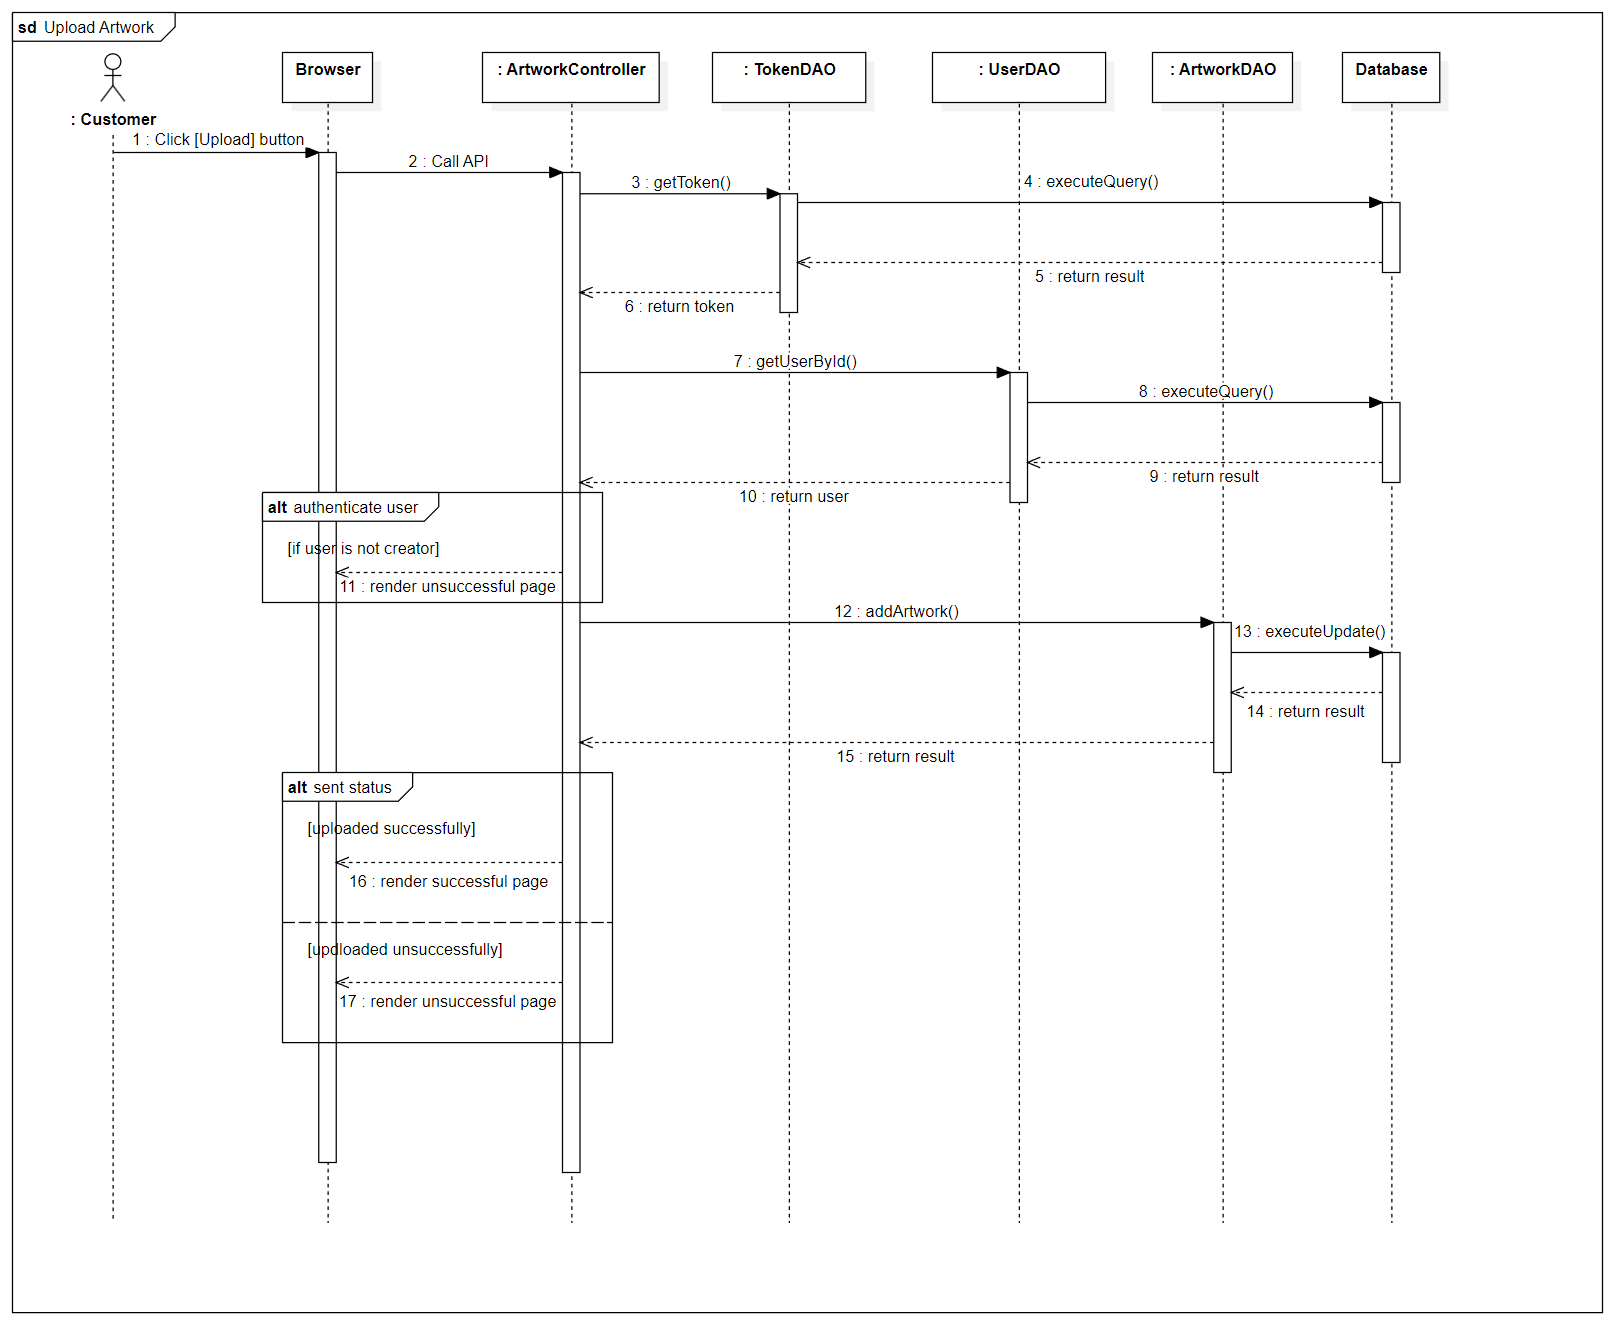 sd Upload Artwork
Browser
: ArtworkController
: TokenDAO
: UserDAO
: ArtworkDAO
Database
: Customer
1 : Click [Upload] button
2 : Call API
3 : getToken()
4 : executeQuery()
5 : return result
6 : return token
7 : getUserById()
8 : executeQuery()
9 : return result
10 : return user
alt authenticate user
[if user is not creator]
11 : render unsuccessful page
12 : addArtwork()
13 : executeUpdate()
14 : return result
15 : return result
alt sent status
[uploaded successfully]
16 : render successful page
[updloaded unsuccessfully]
17 : render unsuccessful page